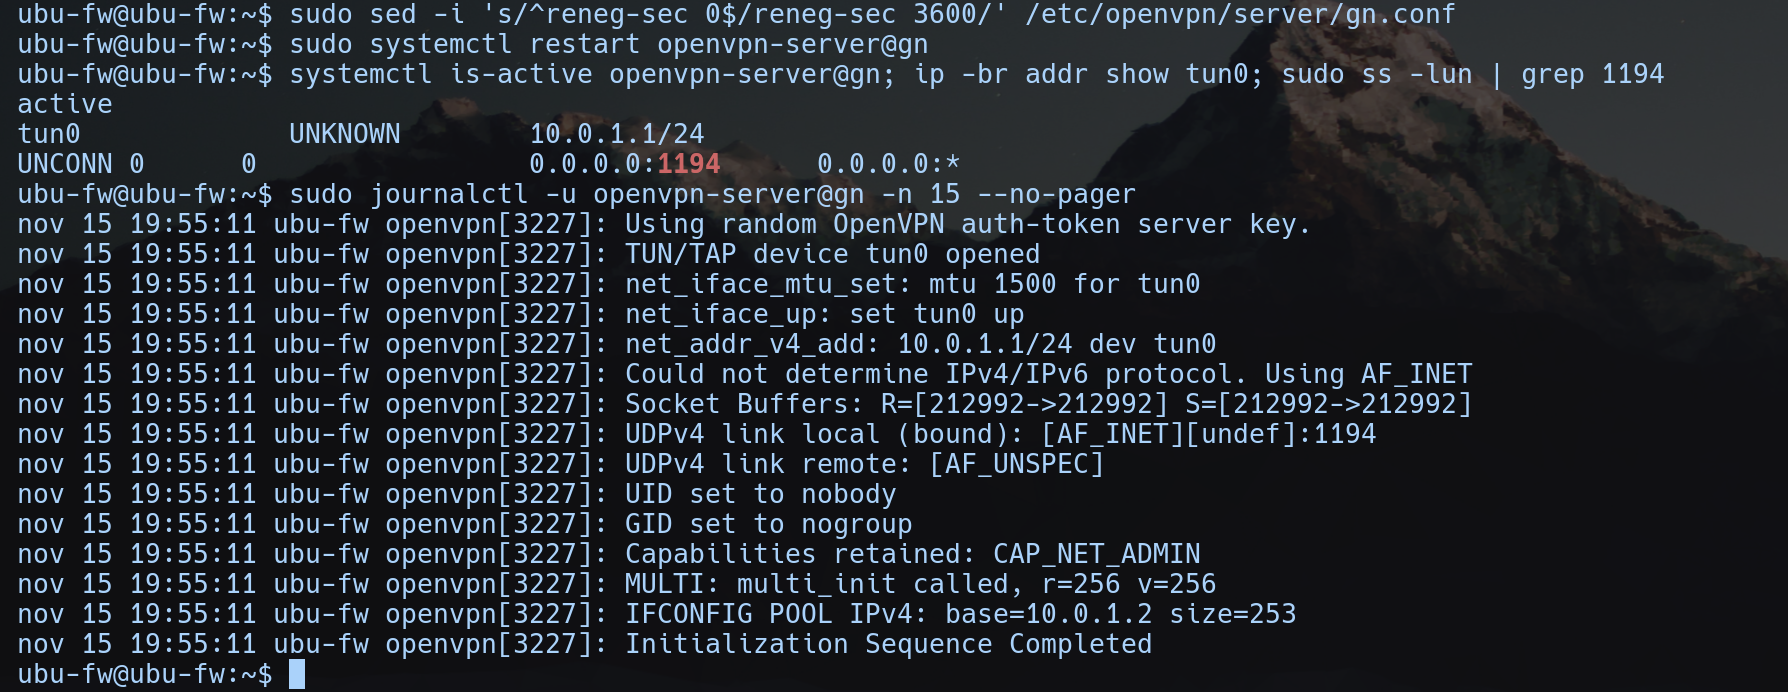 ubu-fw@ubu-fw:~$ sudo sed -i 's/^reneg-sec 0$/reneg-sec 3600/' /etc/openvpn/server/gn.conf
ubu-fw@ubu-fw:~$ sudo systemctl restart openvpn-server@gn
ubu-fw@ubu-fw:~$ systemctl is-active openvpn-server@gn; ip -br addr show tun0; sudo ss -lun | grep 1194
active
tun0             UNKNOWN        10.0.1.1/24
UNCONN 0      0                 0.0.0.0:1194      0.0.0.0:*
ubu-fw@ubu-fw:~$ sudo journalctl -u openvpn-server@gn -n 15 --no-pager
nov 15 19:55:11 ubu-fw openvpn[3227]: Using random OpenVPN auth-token server key.
nov 15 19:55:11 ubu-fw openvpn[3227]: TUN/TAP device tun0 opened
nov 15 19:55:11 ubu-fw openvpn[3227]: net_iface_mtu_set: mtu 1500 for tun0
nov 15 19:55:11 ubu-fw openvpn[3227]: net_iface_up: set tun0 up
nov 15 19:55:11 ubu-fw openvpn[3227]: net_addr_v4_add: 10.0.1.1/24 dev tun0
nov 15 19:55:11 ubu-fw openvpn[3227]: Could not determine IPv4/IPv6 protocol. Using AF_INET
nov 15 19:55:11 ubu-fw openvpn[3227]: Socket Buffers: R=[212992->212992] S=[212992->212992]
nov 15 19:55:11 ubu-fw openvpn[3227]: UDPv4 link local (bound): [AF_INET][undef]:1194
nov 15 19:55:11 ubu-fw openvpn[3227]: UDPv4 link remote: [AF_UNSPEC]
nov 15 19:55:11 ubu-fw openvpn[3227]: UID set to nobody
nov 15 19:55:11 ubu-fw openvpn[3227]: GID set to nogroup
nov 15 19:55:11 ubu-fw openvpn[3227]: Capabilities retained: CAP_NET_ADMIN
nov 15 19:55:11 ubu-fw openvpn[3227]: MULTI: multi_init called, r=256 v=256
nov 15 19:55:11 ubu-fw openvpn[3227]: IFCONFIG POOL IPv4: base=10.0.1.2 size=253
nov 15 19:55:11 ubu-fw openvpn[3227]: Initialization Sequence Completed
ubu-fw@ubu-fw:~$